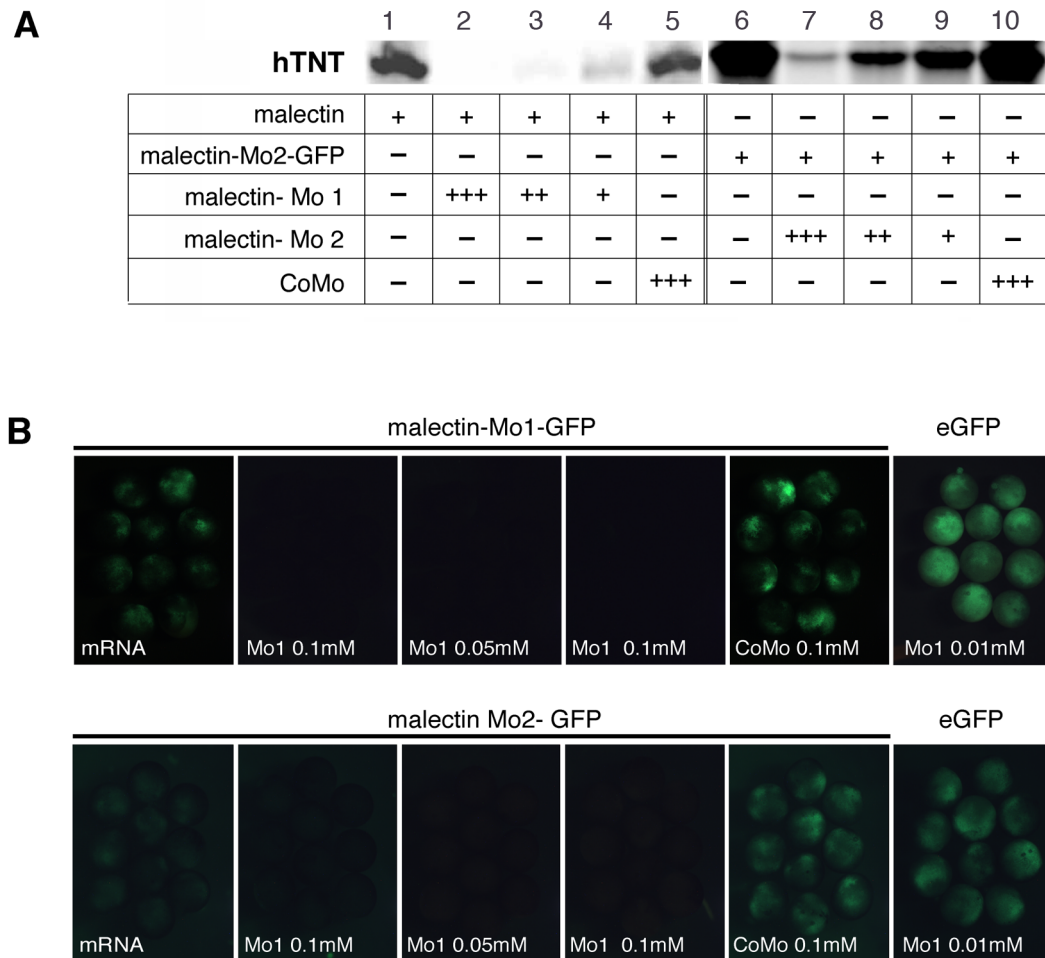 A
1 2 3 4 5 6 7 8 9 10
hTNT
malectin + + + + + – – – – –
malectin-Mo2-GFP – – – – – + + + + +
malectin- Mo 1 – +++ ++ + – – – – – –
malectin- Mo 2 – – – – – – +++ ++ + –
CoMo – – – – +++ – – – – +++
B
malectin-Mo1-GFP eGFP
mRNA Mo1 0.1mM Mo1 0.05mM Mo1 0.1mM CoMo 0.1mM Mo1 0.01mM
malectin Mo2- GFP eGFP
mRNA Mo1 0.1mM Mo1 0.05mM Mo1 0.1mM CoMo 0.1mM Mo1 0.01mM